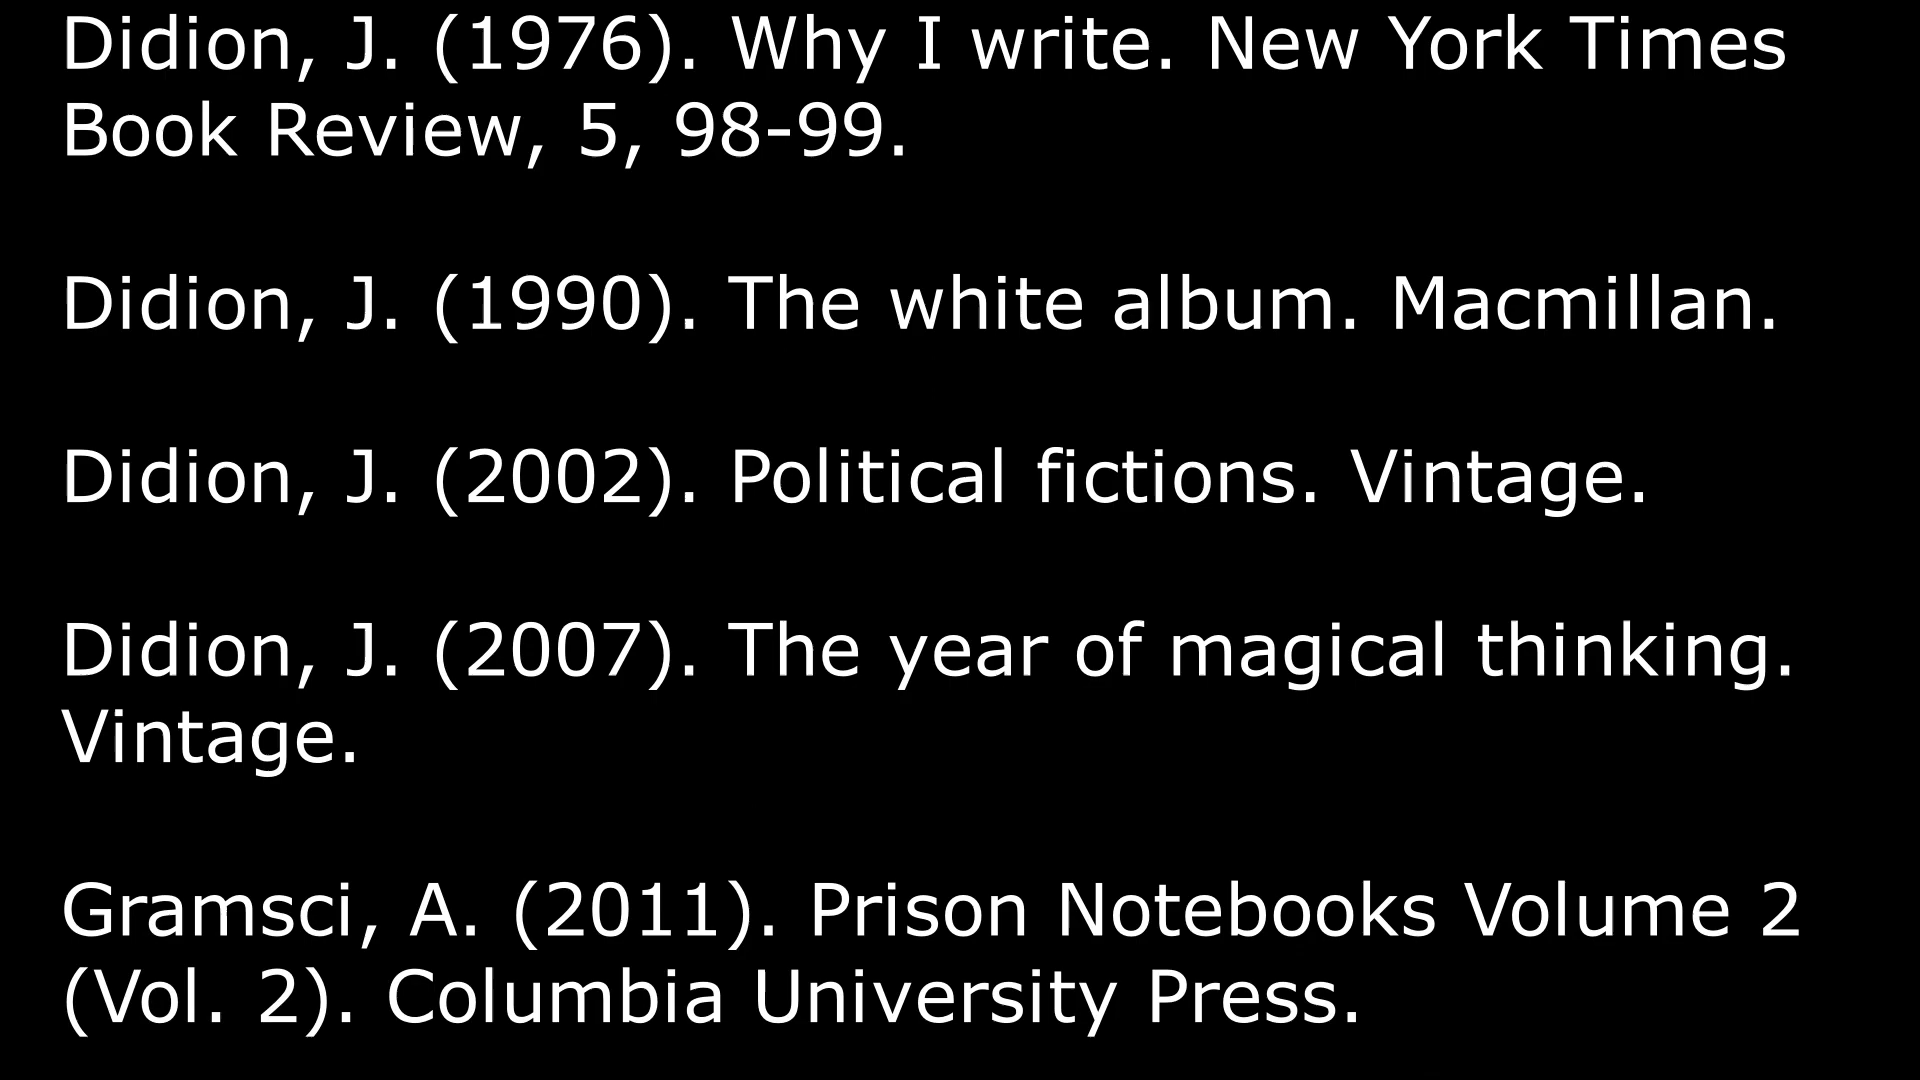 Didion, J. (1976). Why I write. New York Times
Book Review, 5, 98-99.
Didion, J. (1990). The white album. Macmillan.
Didion, J. (2002). Political fictions. Vintage.
Didion, J. (2007). The year of magical thinking.
Vintage.
Gramsci, A. (2011). Prison Notebooks Volume 2
(Vol. 2). Columbia University Press.